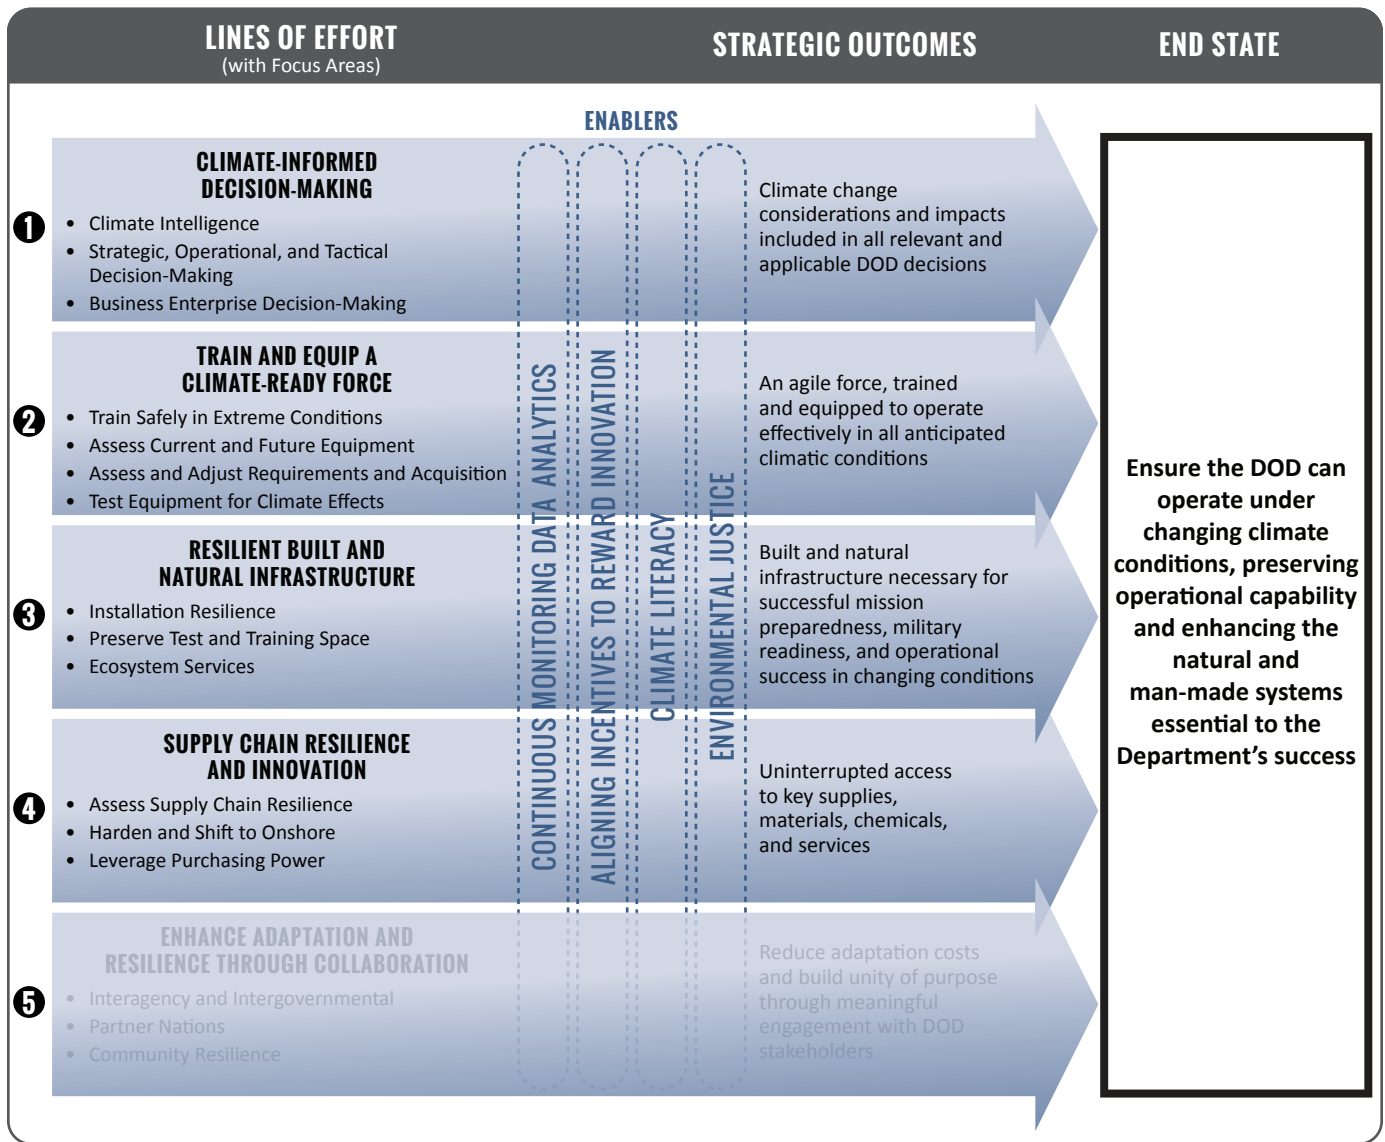 LINES OF EFFORT
(with Focus Areas)
STRATEGIC OUTCOMES
END STATE
ENABLERS
1
CLIMATE-INFORMED
DECISION-MAKING
• Climate Intelligence
• Strategic, Operational, and Tactical
Decision-Making
• Business Enterprise Decision-Making
Climate change
considerations and impacts
included in all relevant and
applicable DOD decisions
2
TRAIN AND EQUIP A
CLIMATE-READY FORCE
• Train Safely in Extreme Conditions
• Assess Current and Future Equipment
• Assess and Adjust Requirements and Acquisition
• Test Equipment for Climate Effects
An agile force, trained
and equipped to operate
effectively in all anticipated
climatic conditions
3
RESILIENT BUILT AND
NATURAL INFRASTRUCTURE
• Installation Resilience
• Preserve Test and Training Space
• Ecosystem Services
Built and natural
infrastructure necessary for
successful mission
preparedness, military
readiness, and operational
success in changing conditions
4
SUPPLY CHAIN RESILIENCE
AND INNOVATION
• Assess Supply Chain Resilience
• Harden and Shift to Onshore
• Leverage Purchasing Power
Uninterrupted access
to key supplies,
materials, chemicals,
and services
5
ENHANCE ADAPTATION AND
RESILIENCE THROUGH COLLABORATION
• Interagency and Intergovernmental
• Partner Nations
• Community Resilience
Reduce adaptation costs
and build unity of purpose
through meaningful
engagement with DOD
stakeholders
CONTINUOUS MONITORING DATA ANALYTICS
ALIGNING INCENTIVES TO REWARD INNOVATION
CLIMATE LITERACY
ENVIRONMENTAL JUSTICE
Ensure the DOD can
operate under
changing climate
conditions, preserving
operational capability
and enhancing the
natural and
man-made systems
essential to the
Department's success